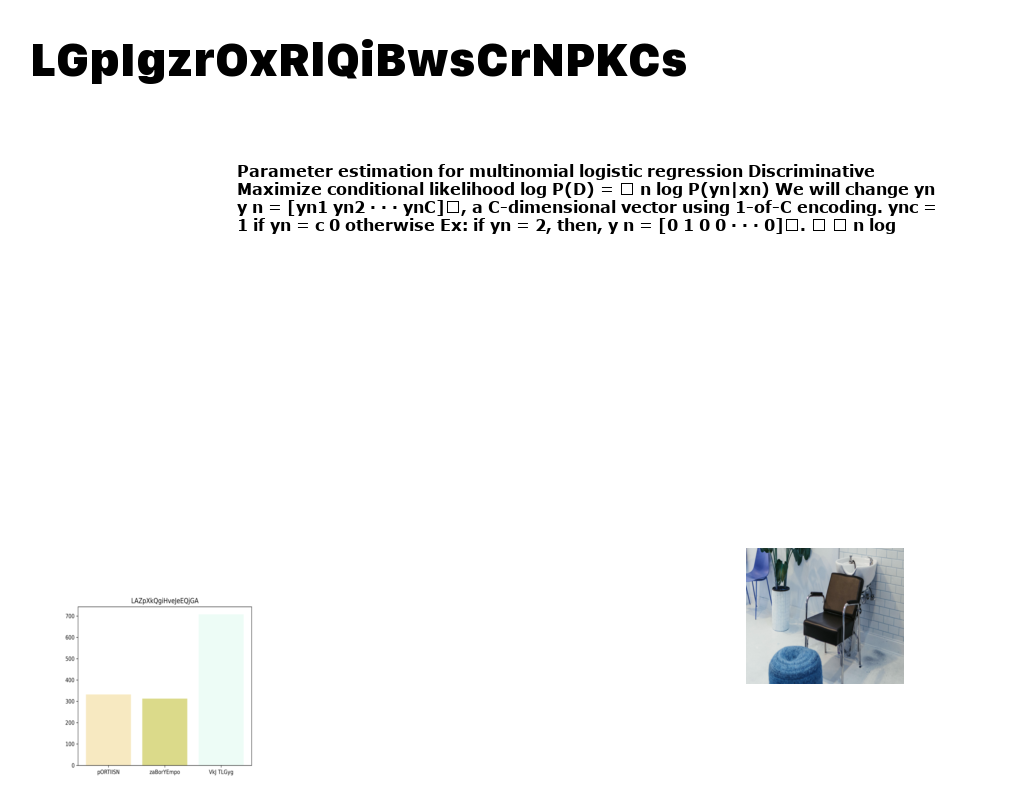 LGpIgzrOxRlQiBwsCrNPKCs
Parameter estimation for multinomial logistic regression Discriminative
Maximize conditional likelihood log P(D) = □ n log P(yn|xn) We will change yn
y n = [yn1 yn2 · · · ynC]□, a C-dimensional vector using 1-of-C encoding. ync =
1 if yn = c 0 otherwise Ex: if yn = 2, then, y n = [0 1 0 0 · · · 0]□. □ □ n log
LAZpXkQgiHveJeEQjGA
700
600
500
400
300
200
100
0
pORTIISN
zaBorYEmpo
VkJ TLGyg